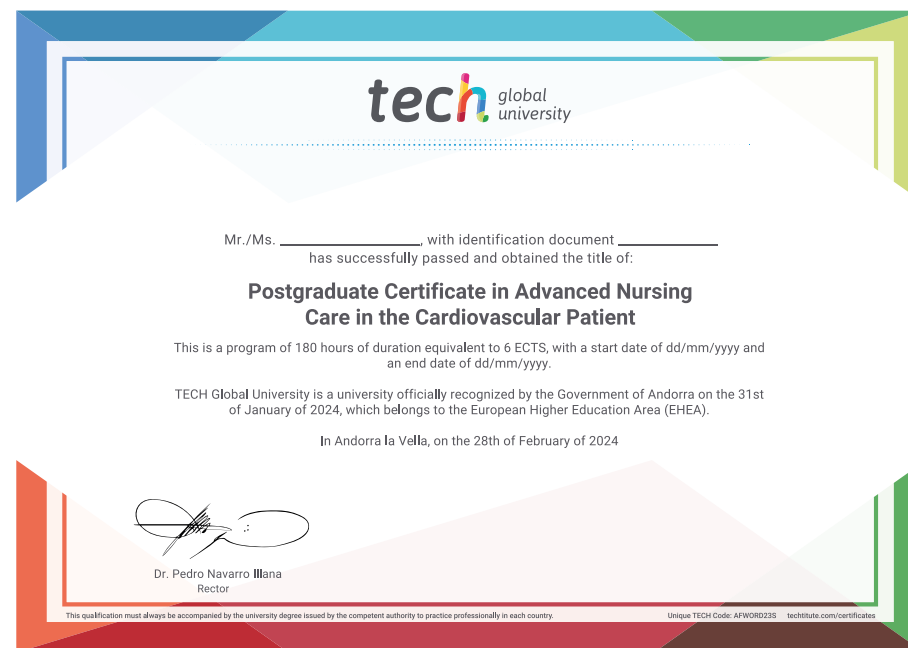 tech global university
Mr./Ms. ____________, with identification document ____________
has successfully passed and obtained the title of:
Postgraduate Certificate in Advanced Nursing
Care in the Cardiovascular Patient
This is a program of 180 hours of duration equivalent to 6 ECTS, with a start date of dd/mm/yyyy and
an end date of dd/mm/yyyy.
TECH Global University is a university officially recognized by the Government of Andorra on the 31st
of January of 2024, which belongs to the European Higher Education Area (EHEA).
In Andorra la Vella, on the 28th of February of 2024
Dr. Pedro Navarro Illana
Rector
This qualification must always be accompanied by the university degree issued by the competent authority to practice professionally in each country.
Unique TECH Code: AFWORD23S techtitute.com/certificates